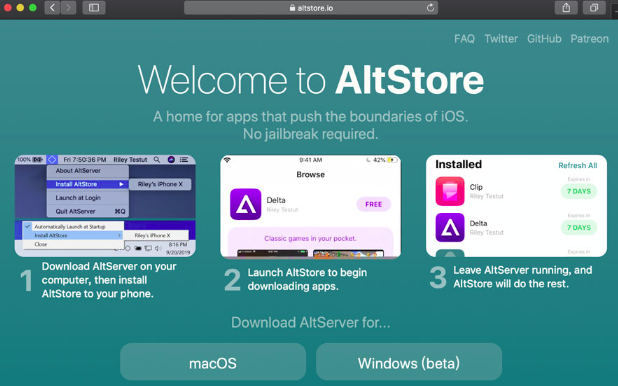 altstore.io
FAQ Twitter GitHub Patreon
Welcome to AltStore
A home for apps that push the boundaries of iOS.
No jailbreak required.
100% Fri 7:50:36 PM Riley Testut
About AltServer
Install AltStore
Riley's iPhone X
Launch at Login
Quit AltServer ⌘Q
Automatically Launch at Startup
Install AltStore
Riley's iPhone X
Close
8:16 PM
9/20/2019
1
Download AltServer on your
computer, then install
AltStore to your phone.
9:41 AM 42%
Browse
Delta
Riley Testut
FREE
Classic games in your pocket.
2
Launch AltStore to begin
downloading apps.
Installed Refresh All
Expires in
Clip
Riley Testut
7 DAYS
Expires in
Delta
Riley Testut
7 DAYS
Expires in
3
Leave AltServer running, and
AltStore will do the rest.
Download AltServer for...
macOS Windows (beta)